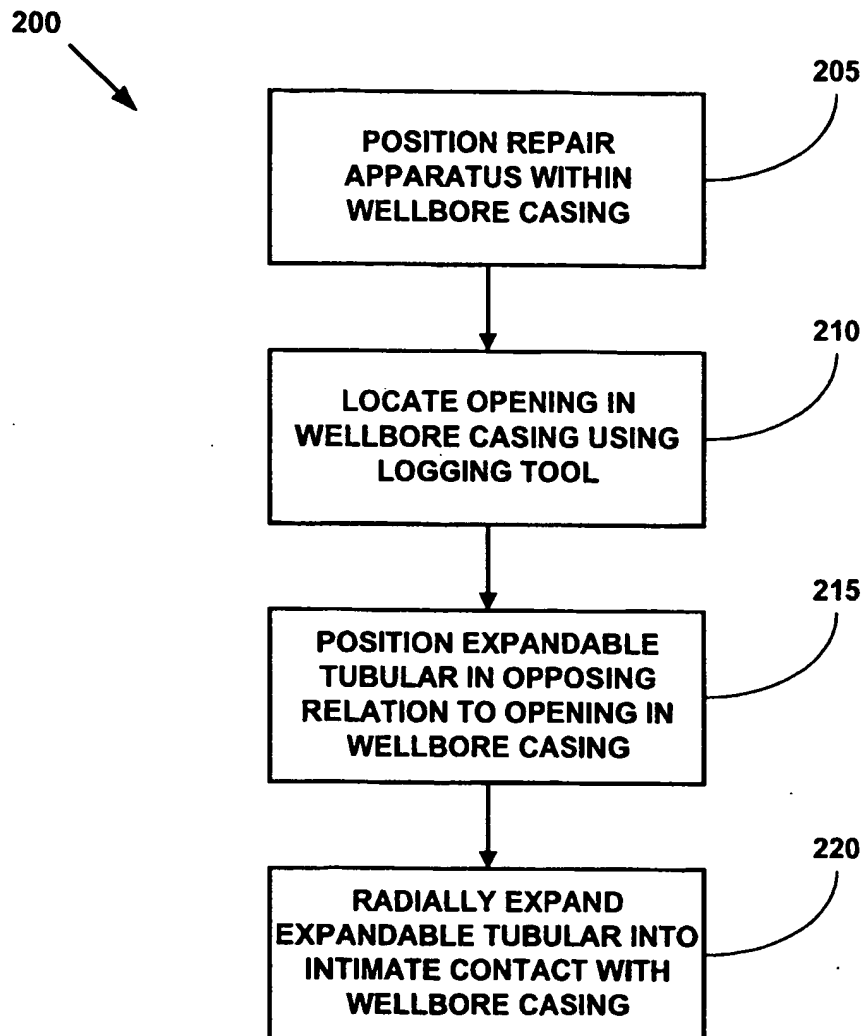 200
205
POSITION REPAIR
APPARATUS WITHIN
WELLBORE CASING
210
LOCATE OPENING IN
WELLBORE CASING USING
LOGGING TOOL
215
POSITION EXPANDABLE
TUBULAR IN OPPOSING
RELATION TO OPENING IN
WELLBORE CASING
220
RADIALLY EXPAND
EXPANDABLE TUBULAR INTO
INTIMATE CONTACT WITH
WELLBORE CASING